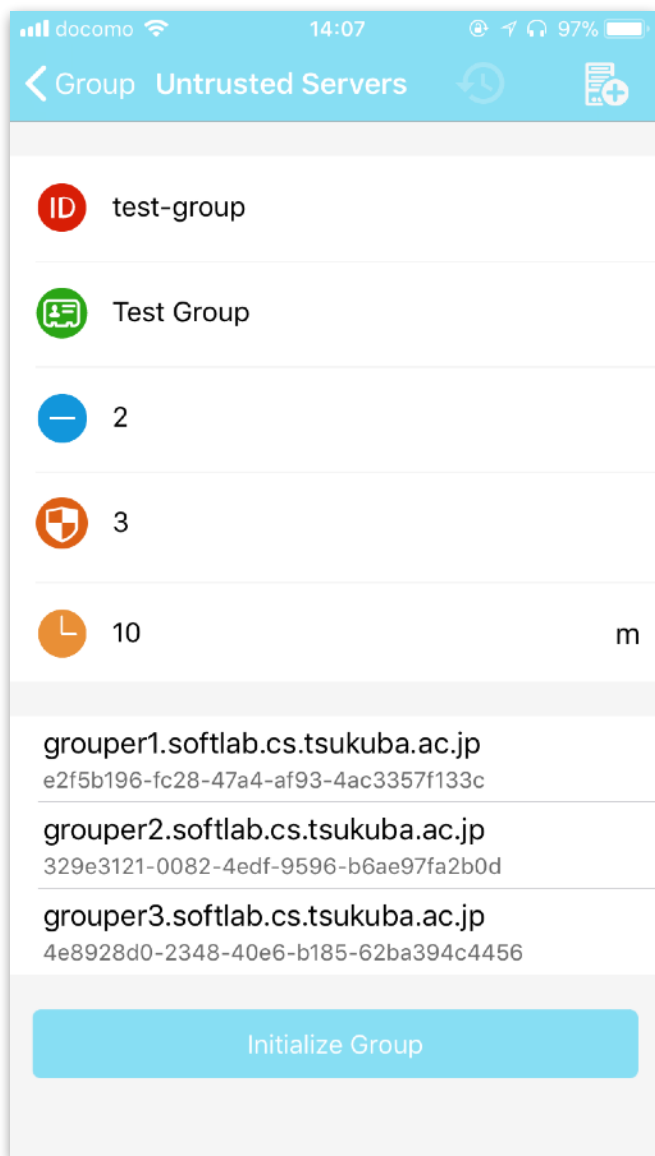 docomo 14:07 97%
Group Untrusted Servers
ID test-group
Test Group
2
3
10 m
grouper1.softlab.cs.tsukuba.ac.jp
e2f5b196-fc28-47a4-af93-4ac3357f133c
grouper2.softlab.cs.tsukuba.ac.jp
329e3121-0082-4edf-9596-b6ae97fa2b0d
grouper3.softlab.cs.tsukuba.ac.jp
4e8928d0-2348-40e6-b185-62ba394c4456
Initialize Group